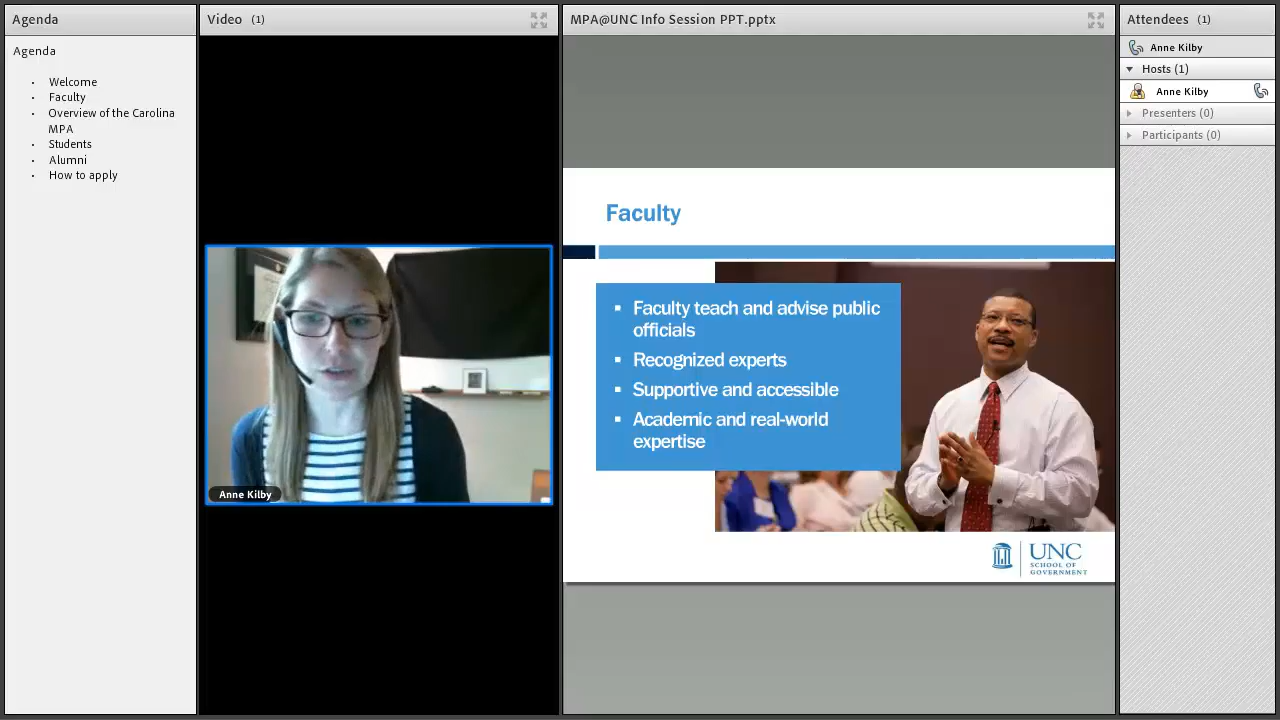 Agenda
Agenda
• Welcome
• Faculty
• Overview of the Carolina
MPA
• Students
• Alumni
• How to apply
Video (1)
Anne Kilby
MPA@UNC Info Session PPT.pptx
Faculty
▪ Faculty teach and advise public
officials
▪ Recognized experts
▪ Supportive and accessible
▪ Academic and real-world
expertise
UNC
SCHOOL OF
GOVERNMENT
Attendees (1)
Anne Kilby
Hosts (1)
Anne Kilby
Presenters (0)
Participants (0)